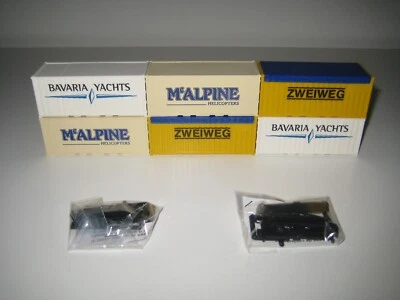 BAVARIA YACHTS
McALPINE
HELICOPTERS
ZWEIWEG
McALPINE
HELICOPTERS
ZWEIWEG
BAVARIA YACHTS